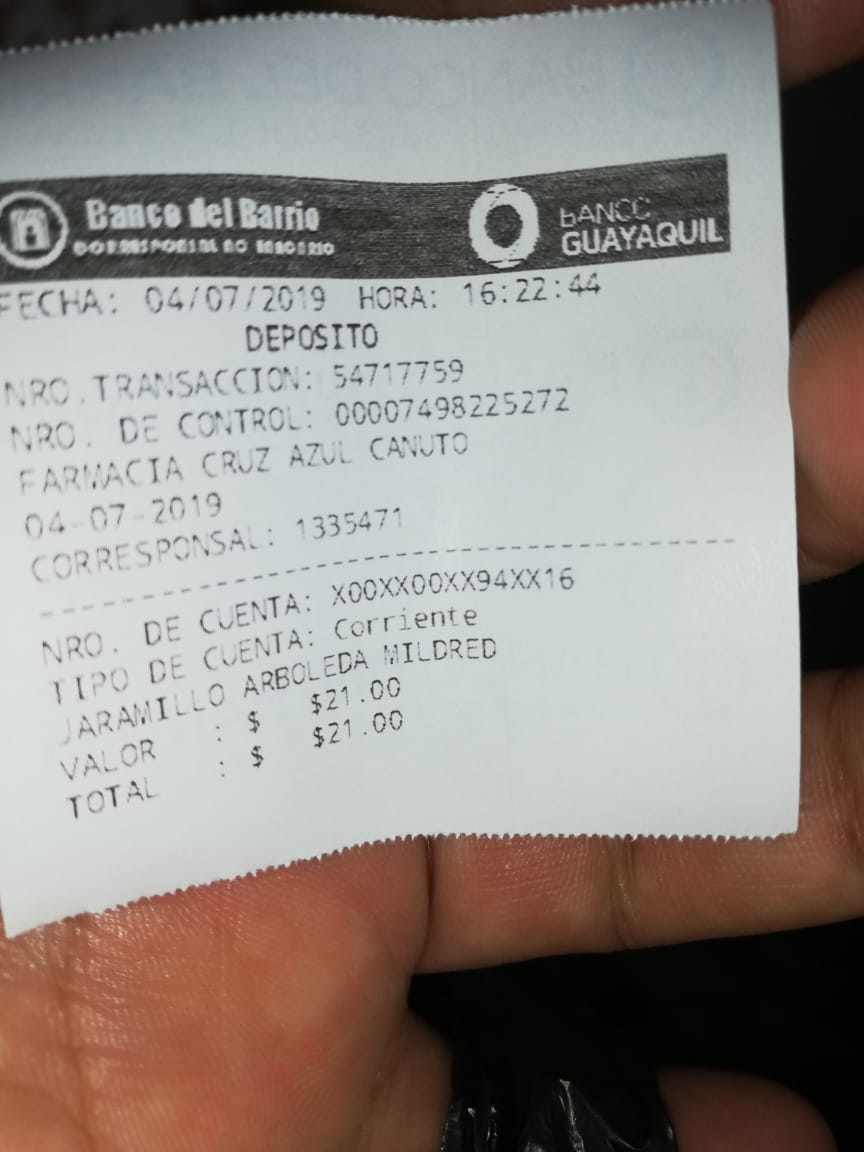 Banco del Barrio
CORRESPONSAL NO BANCARIO
BANCO
GUAYAQUIL
FECHA: 04/07/2019 HORA: 16:22:44
DEPOSITO
NRO.TRANSACCION: 54717759
NRO. DE CONTROL: 00007498225272
FARMACIA CRUZ AZUL CANUTO
04-07-2019
CORRESPONSAL: 1335471
NRO. DE CUENTA: X00XX00XX94XX16
TIPO DE CUENTA: Corriente
JARAMILLO ARBOLEDA MILDRED
VALOR : $ $21.00
TOTAL : $ $21.00